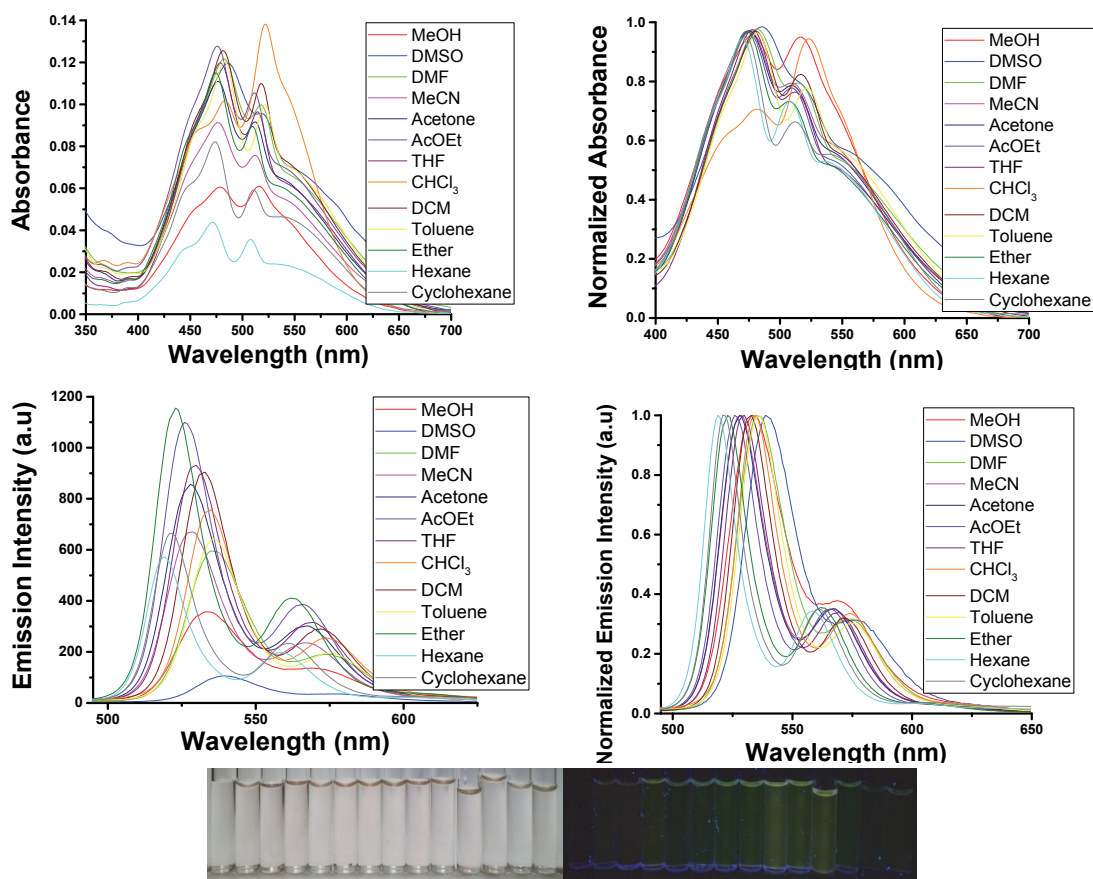 0.14
0.12
0.10
0.08
0.06
0.04
0.02
0.00
Absorbance
350 400 450 500 550 600 650 700
Wavelength (nm)
MeOH
DMSO
DMF
MeCN
Acetone
AcOEt
THF
CHCl₃
DCM
Toluene
Ether
Hexane
Cyclohexane
1.0
0.8
0.6
0.4
0.2
0.0
Normalized Absorbance
400 450 500 550 600 650 700
Wavelength (nm)
MeOH
DMSO
DMF
MeCN
Acetone
AcOEt
THF
CHCl₃
DCM
Toluene
Ether
Hexane
Cyclohexane
1200
1100
1000
900
800
700
600
500
400
300
200
100
0
Emission Intensity (a.u)
500 550 600
Wavelength (nm)
MeOH
DMSO
DMF
MeCN
Acetone
AcOEt
THF
CHCl₃
DCM
Toluene
Ether
Hexane
Cyclohexane
1.0
0.8
0.6
0.4
0.2
0.0
Normalized Emission Intensity (a.u)
500 550 600 650
Wavelength (nm)
MeOH
DMSO
DMF
MeCN
Acetone
AcOEt
THF
CHCl₃
DCM
Toluene
Ether
Hexane
Cyclohexane